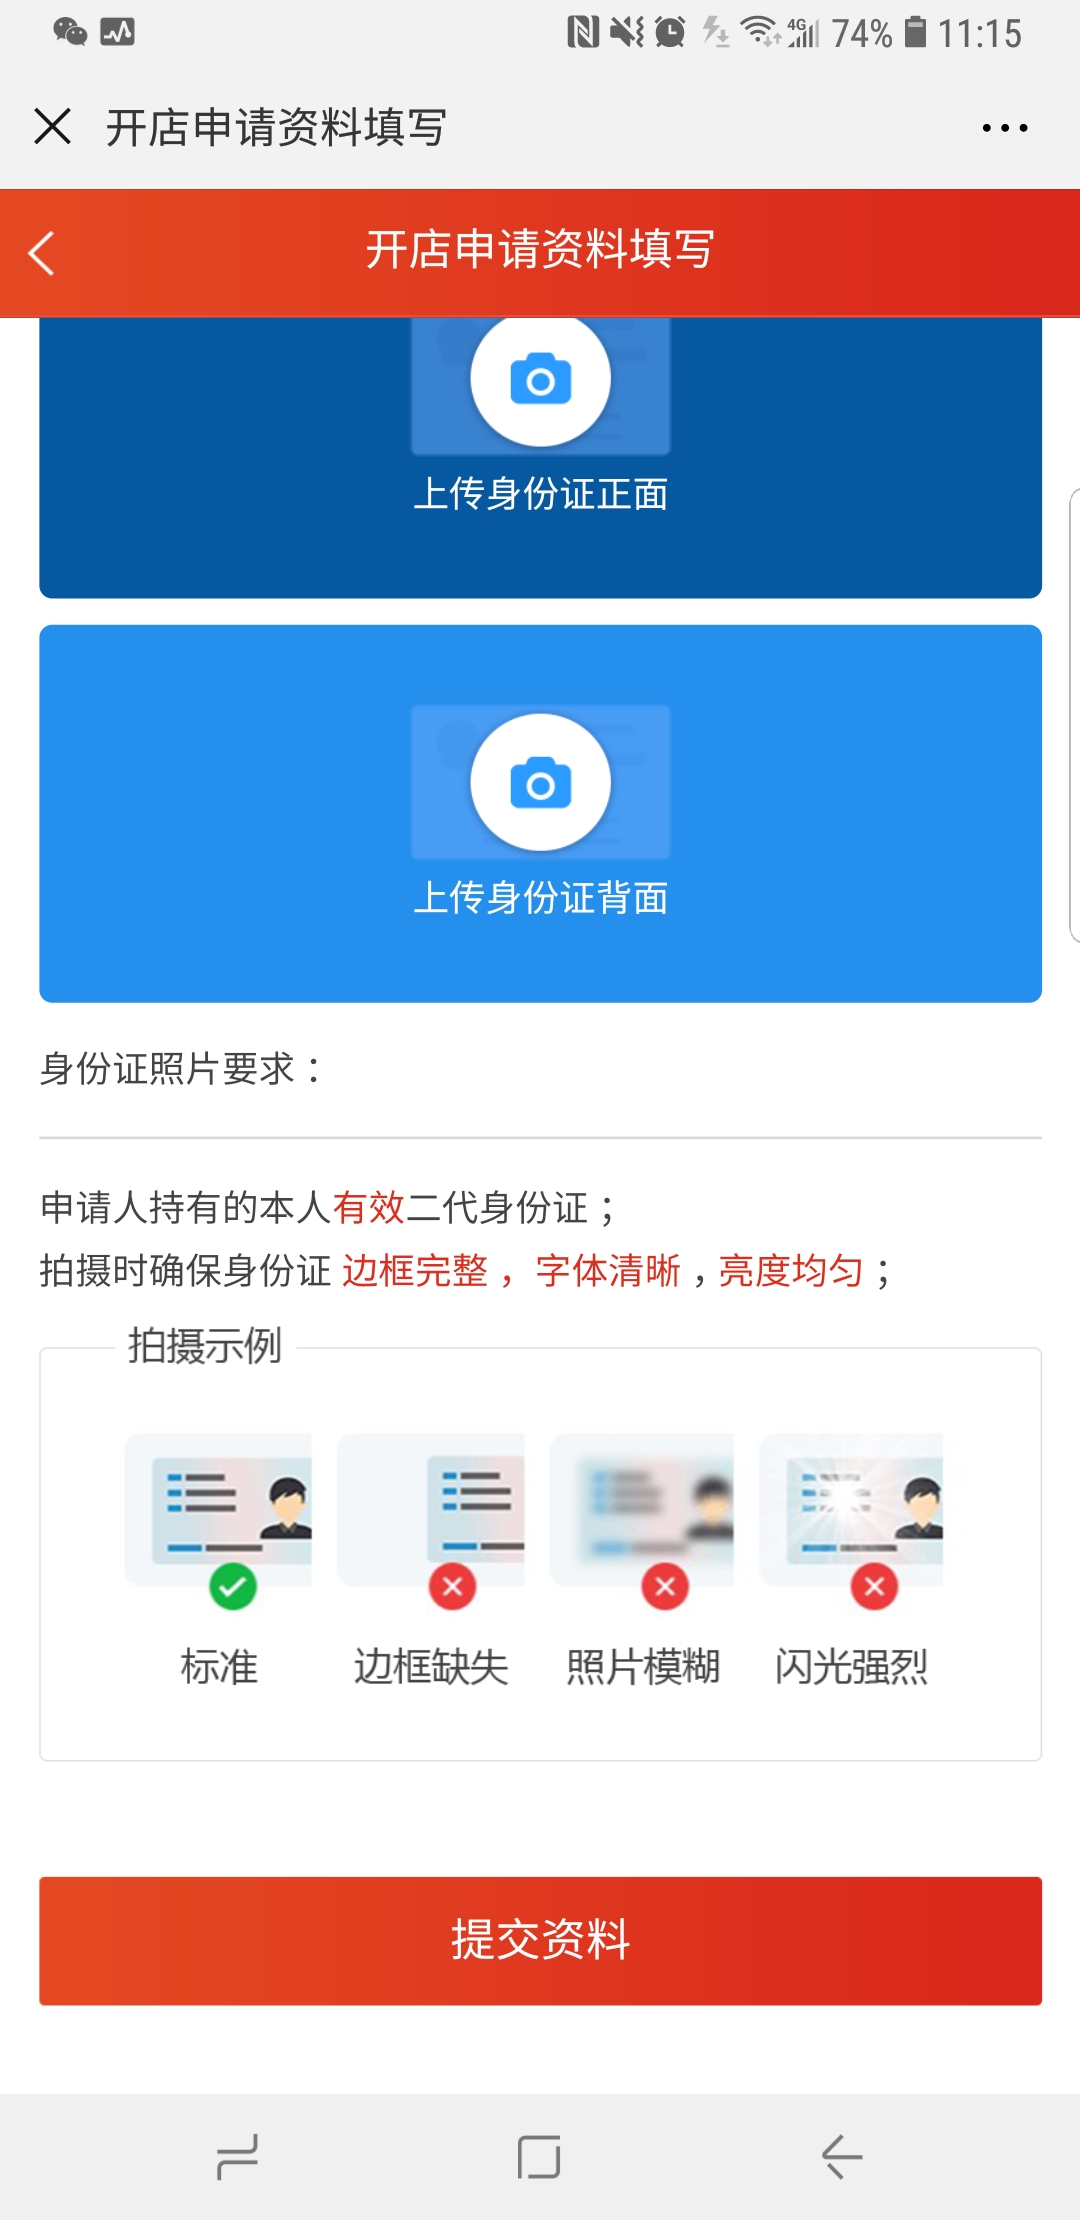 4G 74% 11:15
开店申请资料填写
开店申请资料填写
上传身份证正面
上传身份证背面
身份证照片要求：
申请人持有的本人有效二代身份证；
拍摄时确保身份证 边框完整，字体清晰，亮度均匀；
拍摄示例
标准 边框缺失 照片模糊 闪光强烈
提交资料